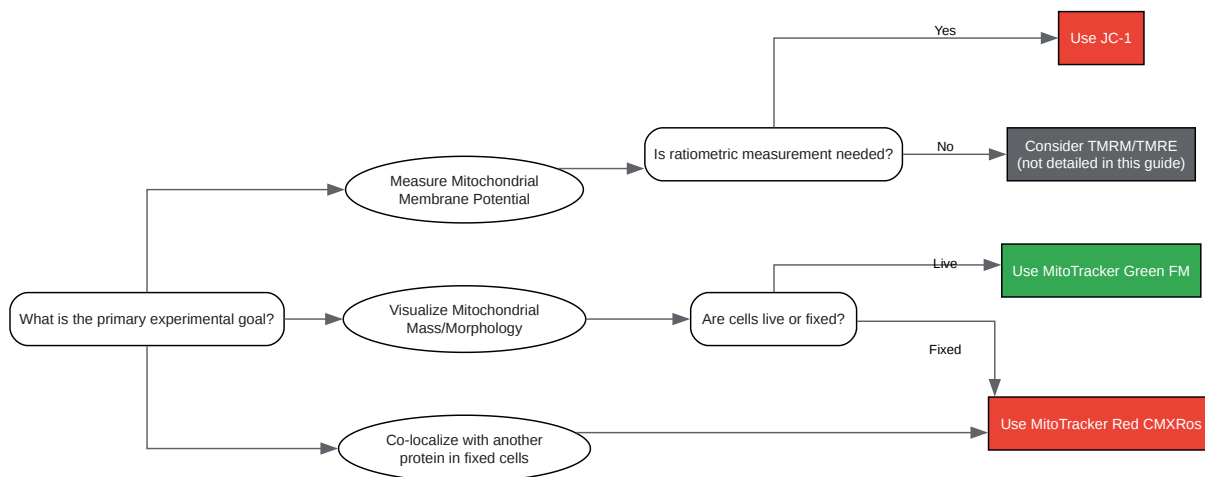 Yes
Use JC-1
Is ratiometric measurement needed?
No
Consider TMRM/TMRE
(not detailed in this guide)
Measure Mitochondrial
Membrane Potential
Live
Use MitoTracker Green FM
What is the primary experimental goal?
Visualize Mitochondrial
Mass/Morphology
Are cells live or fixed?
Fixed
Use MitoTracker Red CMXRos
Co-localize with another
protein in fixed cells